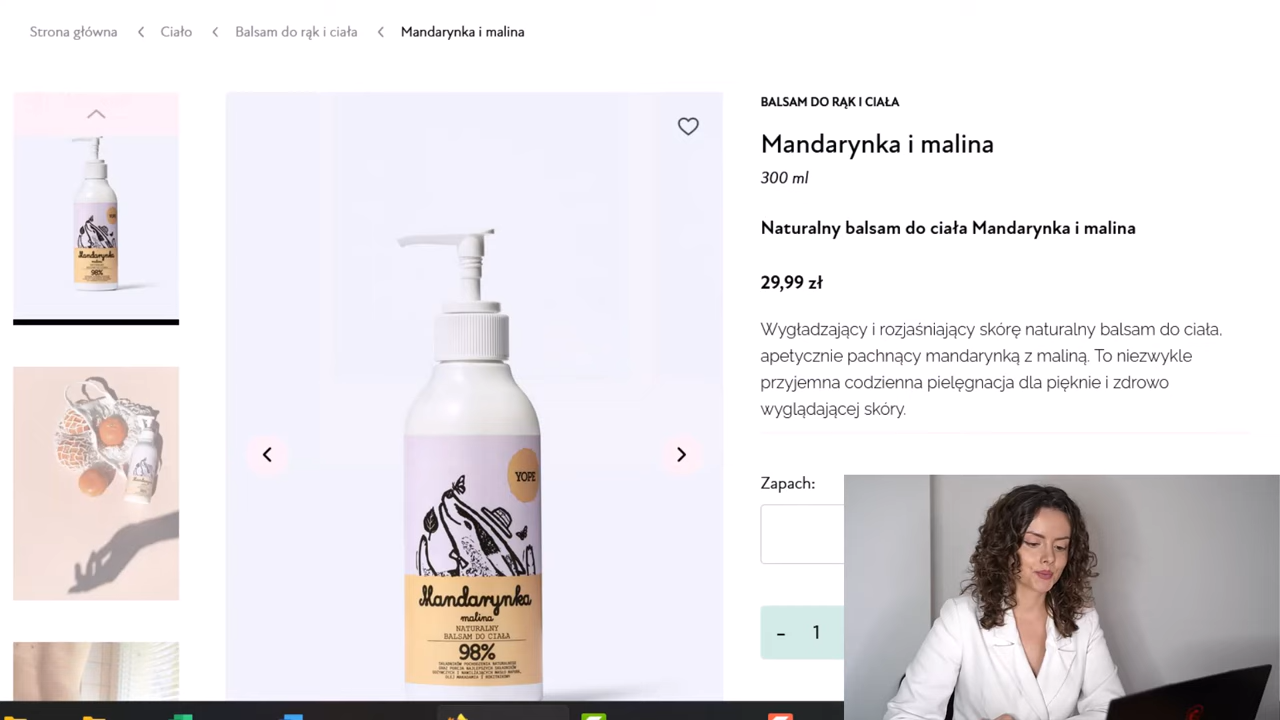 Strona główna
Ciało
Balsam do rąk i ciała
Mandarynka i malina
BALSAM DO RĄK I CIAŁA
Mandarynka i malina
300 ml
Naturalny balsam do ciała Mandarynka i malina
29,99 zł
Wygładzający i rozjaśniający skórę naturalny balsam do ciała,
apetycznie pachnący mandarynką z maliną. To niezwykle
przyjemna codzienna pielęgnacja dla pięknie i zdrowo
wyglądającej skóry.
Zapach:
- 1
YOPE
Mandarynka
malina
NATURALNY
BALSAM DO CIAŁA
98%
YOPE
Mandarynka
98%